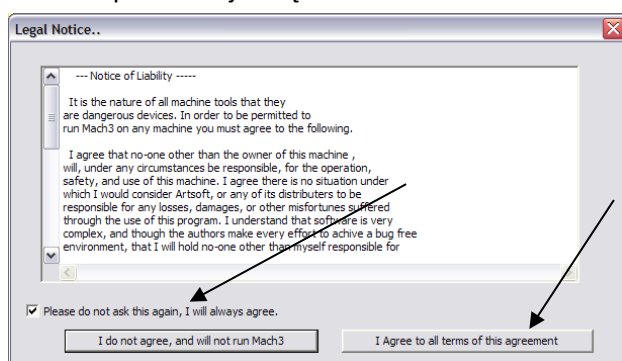 Legal Notice..
--- Notice of Liability -----
It is the nature of all machine tools that they
are dangerous devices. In order to be permitted to
run Mach3 on any machine you must agree to the following.
I agree that no-one other than the owner of this machine ,
will, under any circumstances be responsible, for the operation,
safety, and use of this machine. I agree there is no situation under
which I would consider Artsoft, or any of its distributers to be
responsible for any losses, damages, or other misfortunes suffered
through the use of this program. I understand that software is very
complex, and though the authors make every effort to achive a bug free
environment, that I will hold no-one other than myself responsible for
Please do not ask this again, I will always agree.
I do not agree, and will not run Mach3
I Agree to all terms of this agreement